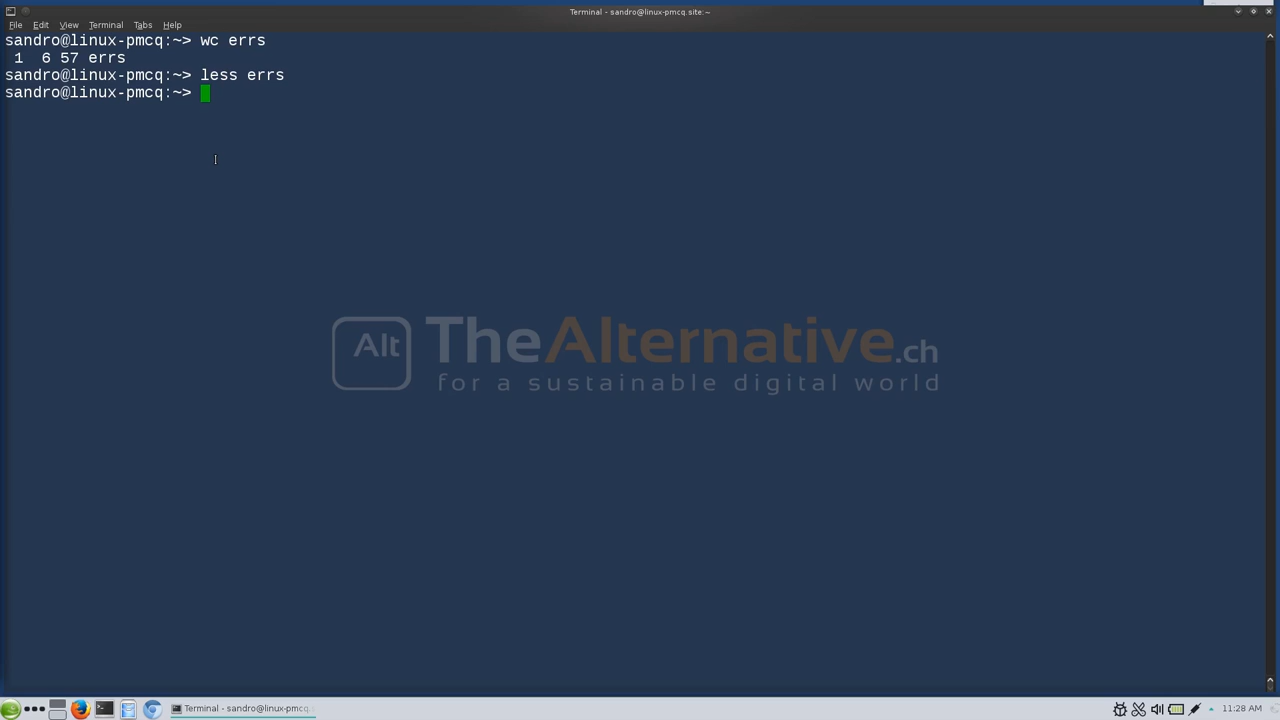 Terminal - sandro@linux-pmcq.site:~
File Edit View Terminal Tabs Help
sandro@linux-pmcq:~> wc errs
 1  6 57 errs
sandro@linux-pmcq:~> less errs
sandro@linux-pmcq:~>
Alt TheAlternative.ch
for a sustainable digital world
Terminal - sandro@linux-pmcq.
11:28 AM